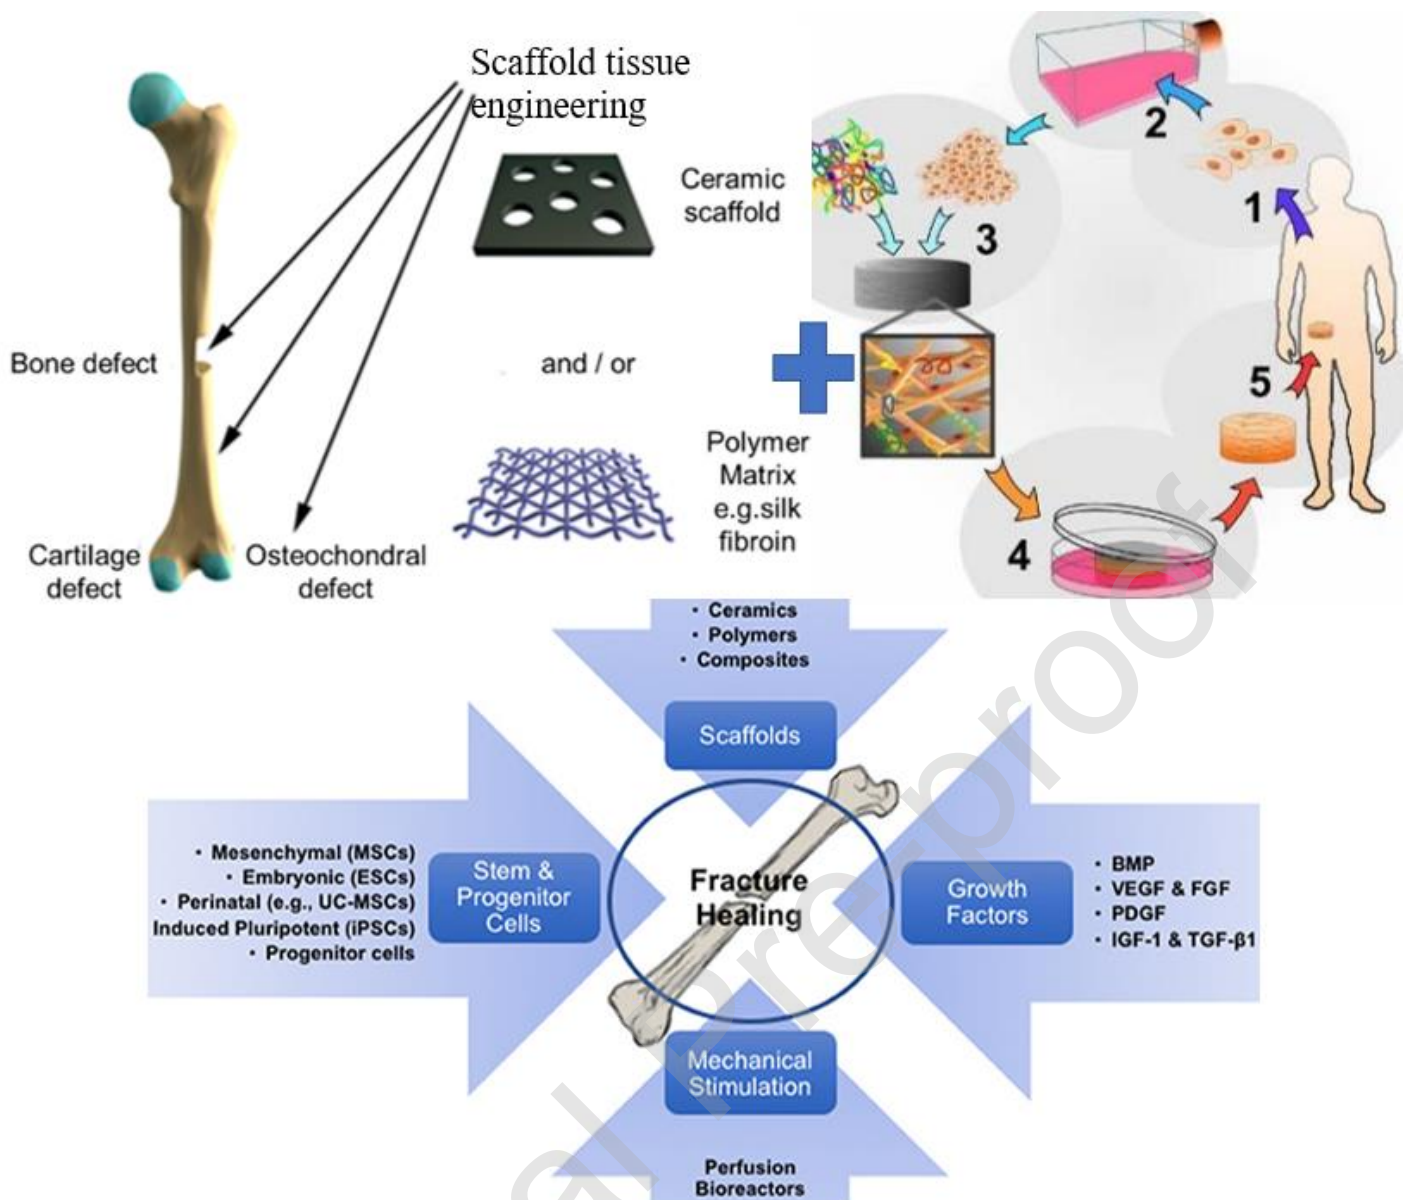 Scaffold tissue
engineering
Ceramic
scaffold
Bone defect
and / or
Polymer
Matrix
e.g.silk
fibroin
Cartilage
defect
Osteochondral
defect
1
2
3
4
5
• Ceramics
• Polymers
• Composites
Scaffolds
• Mesenchymal (MSCs)
• Embryonic (ESCs)
• Perinatal (e.g., UC-MSCs)
Induced Pluripotent (iPSCs)
• Progenitor cells
Stem &
Progenitor
Cells
Fracture
Healing
Growth
Factors
• BMP
• VEGF & FGF
• PDGF
• IGF-1 & TGF-β1
Mechanical
Stimulation
Perfusion
Bioreactors
al Pre-proof